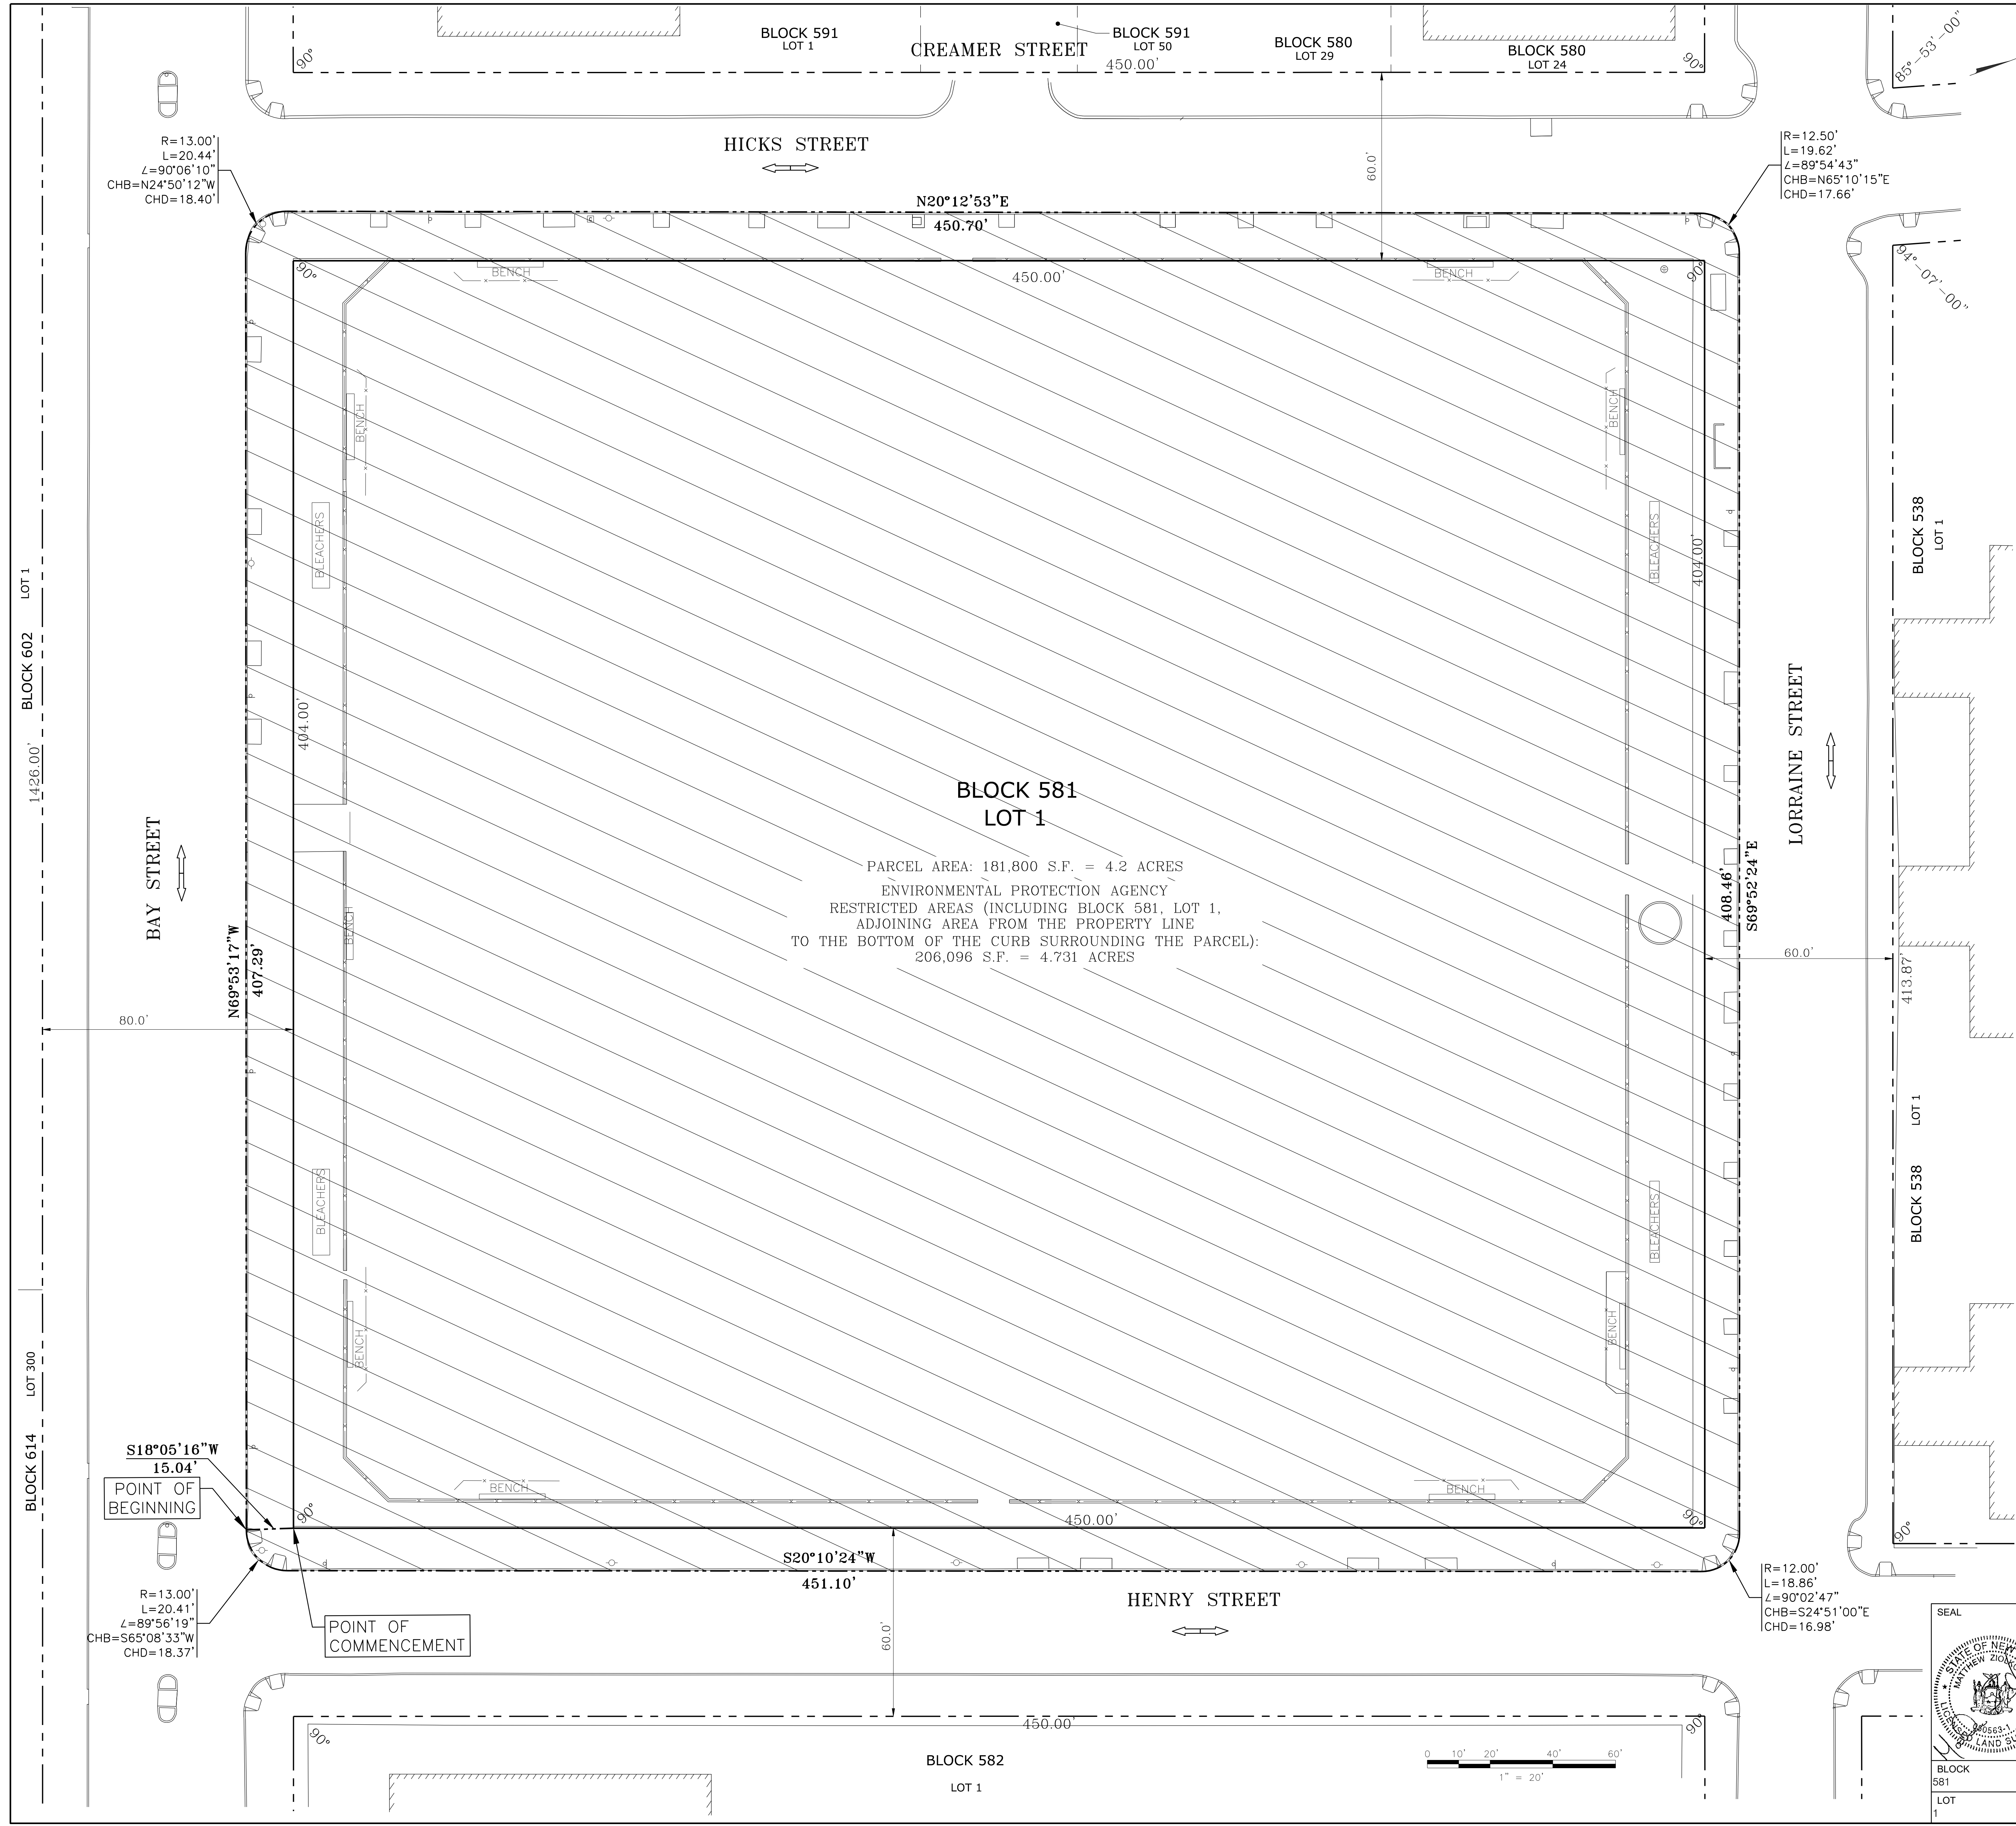 BLOCK 591
LOT 1
CREAMER STREET
BLOCK 591
LOT 50
450.00'
BLOCK 580
LOT 29
BLOCK 580
LOT 24
90°
90°
85°-53'-00"
HICKS STREET
60.0'
R=13.00'
L=20.44'
∠=90°06'10"
CHB=N24°50'12"W
CHD=18.40'
R=12.50'
L=19.62'
∠=89°54'43"
CHB=N65°10'15"E
CHD=17.66'
N20°12'53"E
450.70'
90°
BENCH
450.00'
BENCH
90°
94°-07'-00"
BENCH
BENCH
BLEACHERS
BLEACHERS
404.00'
BLOCK 538
LOT 1
BLOCK 602
LOT 1
1426.00'
404.00'
LORRAINE STREET
BAY STREET
BLOCK 581
LOT 1
PARCEL AREA: 181,800 S.F. = 4.2 ACRES
ENVIRONMENTAL PROTECTION AGENCY
RESTRICTED AREAS (INCLUDING BLOCK 581, LOT 1,
ADJOINING AREA FROM THE PROPERTY LINE
TO THE BOTTOM OF THE CURB SURROUNDING THE PARCEL):
206,096 S.F. = 4.731 ACRES
BENCH
N69°53'17"W
407.29'
408.46'
S69°52'24"E
60.0'
413.87'
80.0'
LOT 1
BLOCK 538
BLEACHERS
BLEACHERS
BENCH
BENCH
LOT 300
BLOCK 614
S18°05'16"W
15.04'
POINT OF
BEGINNING
90°
BENCH
BENCH
90°
90°
450.00'
S20°10'24"W
451.10'
HENRY STREET
R=13.00'
L=20.41'
∠=89°56'19"
CHB=S65°08'33"W
CHD=18.37'
POINT OF
COMMENCEMENT
60.0'
R=12.00'
L=18.86'
∠=90°02'47"
CHB=S24°51'00"E
CHD=16.98'
90°
450.00'
90°
BLOCK 582
LOT 1
0 10' 20' 40' 60'
1" = 20'
SEAL
STATE OF NEW
MATTHEW
LICENSED LAND
050563-1
BLOCK
581
LOT
1